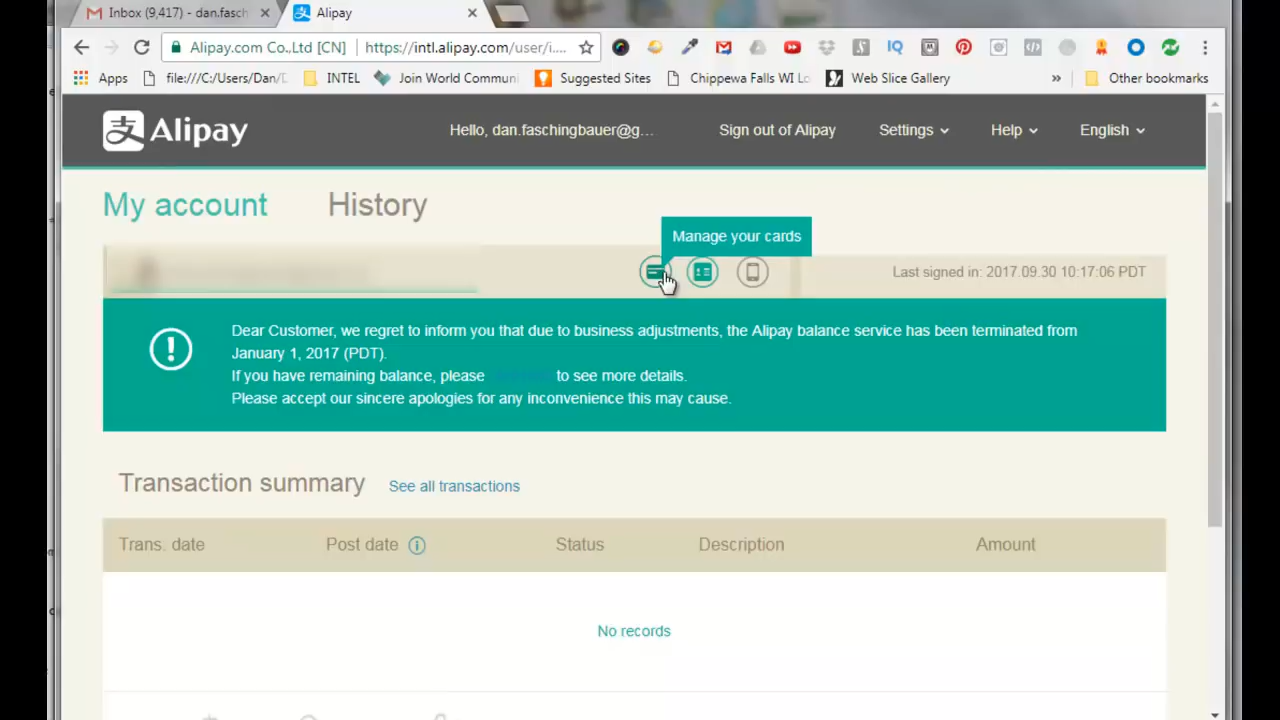 Inbox (9,417) - dan.fasch
Alipay
Alipay.com Co.,Ltd [CN]
https://intl.alipay.com/user/i....
IQ
Apps
file:///C:/Users/Dan/D
INTEL
Join World Commun
Suggested Sites
Chippewa Falls WI Lo
Web Slice Gallery
»
Other bookmarks
支 Alipay
Hello, dan.faschingbauer@g...
Sign out of Alipay
Settings
Help
English
My account
History
Manage your cards
Last signed in: 2017.09.30 10:17:06 PDT
Dear Customer, we regret to inform you that due to business adjustments, the Alipay balance service has been terminated from
January 1, 2017 (PDT).
If you have remaining balance, please to see more details.
Please accept our sincere apologies for any inconvenience this may cause.
Transaction summary
See all transactions
Trans. date
Post date
Status
Description
Amount
No records